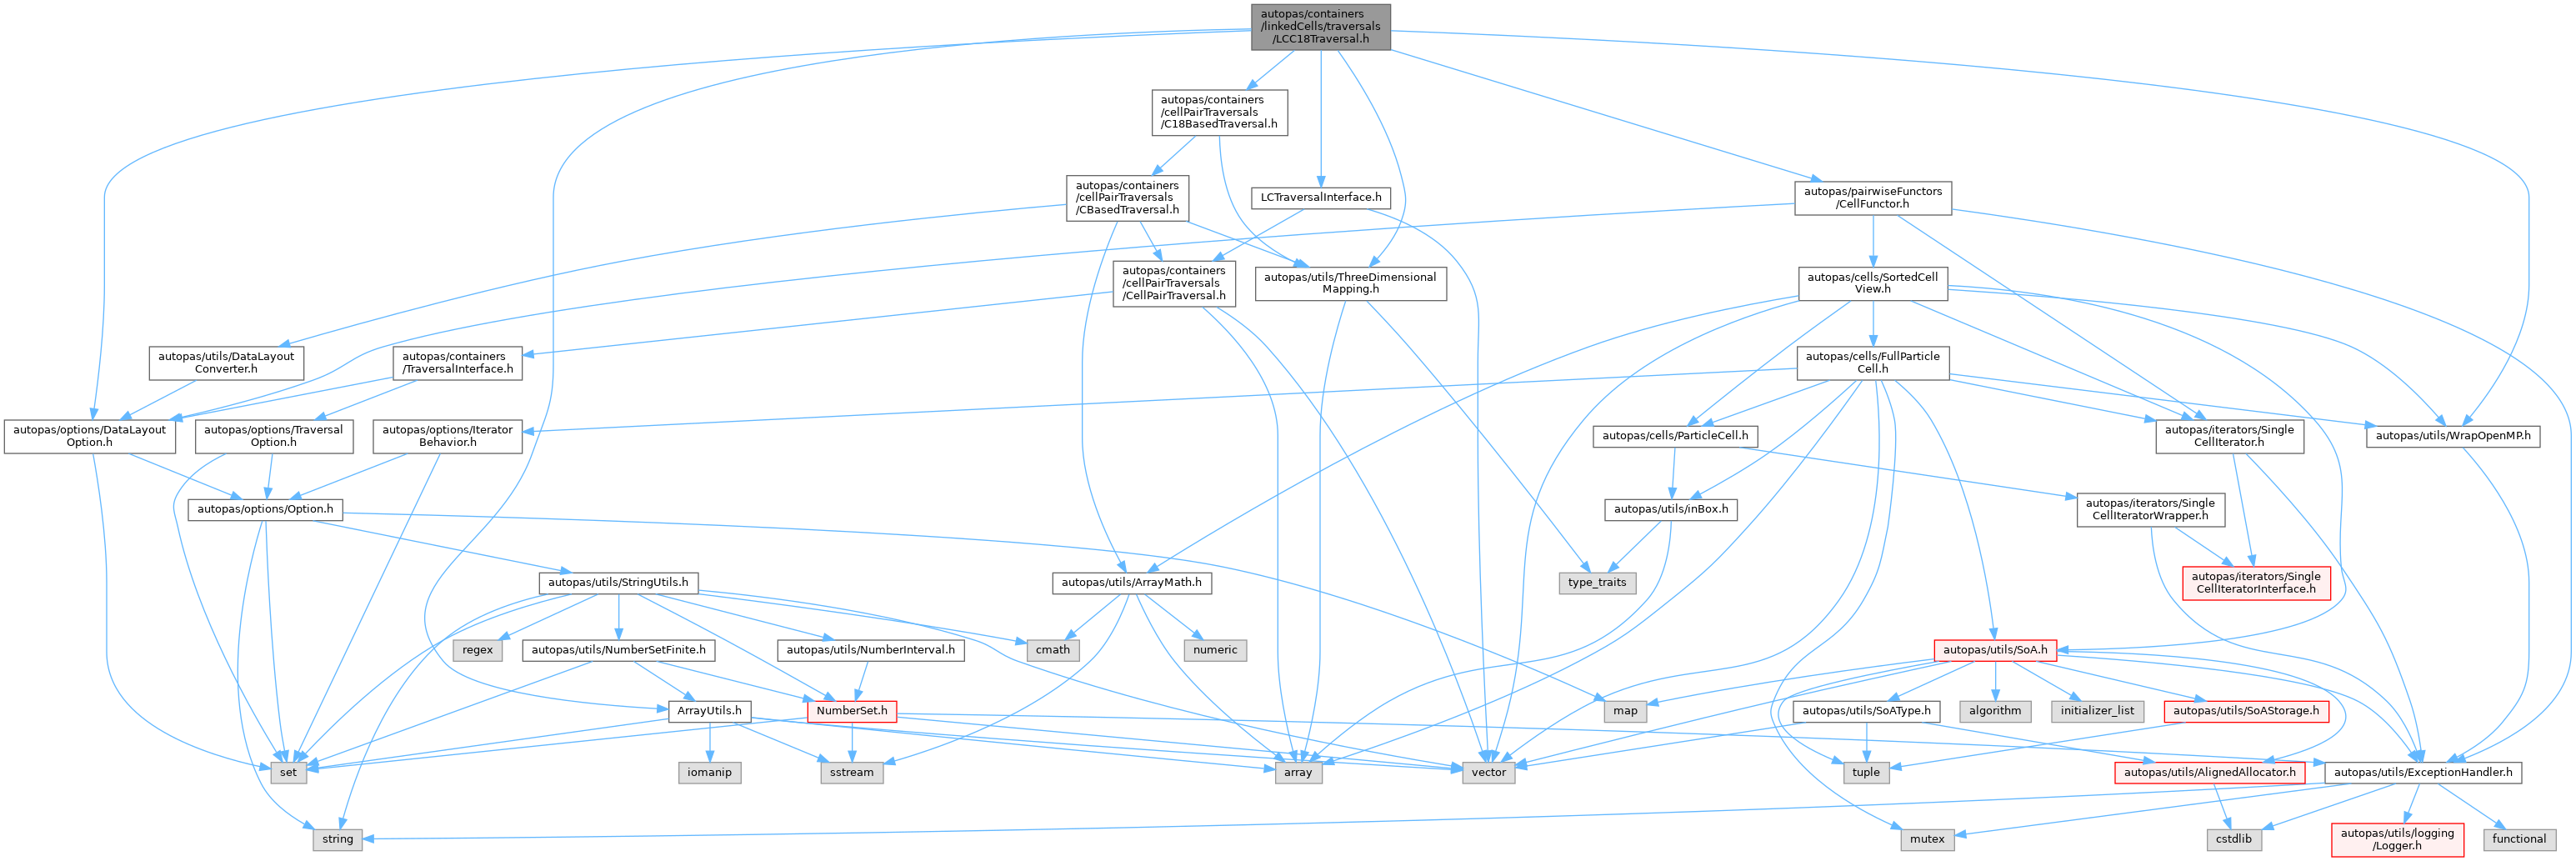 autopas/containers
/linkedCells/traversals
/LCC18Traversal.h
autopas/containers
/cellPairTraversals
/C18BasedTraversal.h
autopas/containers
/cellPairTraversals
/CBasedTraversal.h
LCTraversalInterface.h
autopas/pairwiseFunctors
/CellFunctor.h
autopas/containers
/cellPairTraversals
/CellPairTraversal.h
autopas/utils/ThreeDimensional
Mapping.h
autopas/cells/SortedCell
View.h
autopas/utils/DataLayout
Converter.h
autopas/containers
/TraversalInterface.h
autopas/cells/FullParticle
Cell.h
autopas/options/DataLayout
Option.h
autopas/options/Traversal
Option.h
autopas/options/Iterator
Behavior.h
autopas/cells/ParticleCell.h
autopas/iterators/Single
CellIterator.h
autopas/utils/WrapOpenMP.h
autopas/options/Option.h
autopas/utils/inBox.h
autopas/iterators/Single
CellIteratorWrapper.h
autopas/utils/StringUtils.h
autopas/utils/ArrayMath.h
type_traits
autopas/iterators/Single
CellIteratorInterface.h
regex
autopas/utils/NumberSetFinite.h
autopas/utils/NumberInterval.h
cmath
numeric
autopas/utils/SoA.h
ArrayUtils.h
NumberSet.h
map
autopas/utils/SoAType.h
algorithm
initializer_list
autopas/utils/SoAStorage.h
set
iomanip
sstream
array
vector
tuple
autopas/utils/AlignedAllocator.h
autopas/utils/ExceptionHandler.h
string
mutex
cstdlib
autopas/utils/logging
/Logger.h
functional